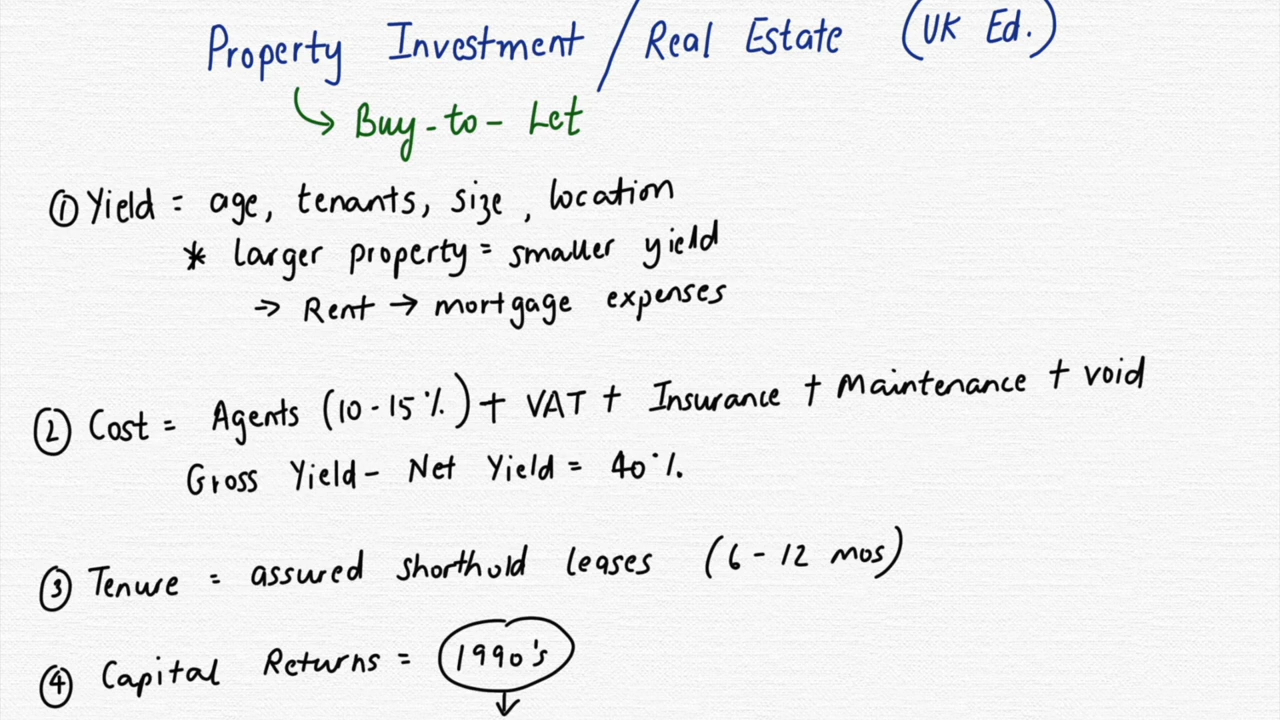 Property Investment / Real Estate (UK Ed.)
↳ Buy-to-Let
① Yield = age, tenants, size, location
* larger property = smaller yield
→ Rent → mortgage expenses
② Cost = Agents (10-15%) + VAT + Insurance + Maintenance + void
Gross Yield - Net Yield = 40%
③ Tenure = assured shorthold leases (6-12 mos)
④ Capital Returns = 1990's
↓